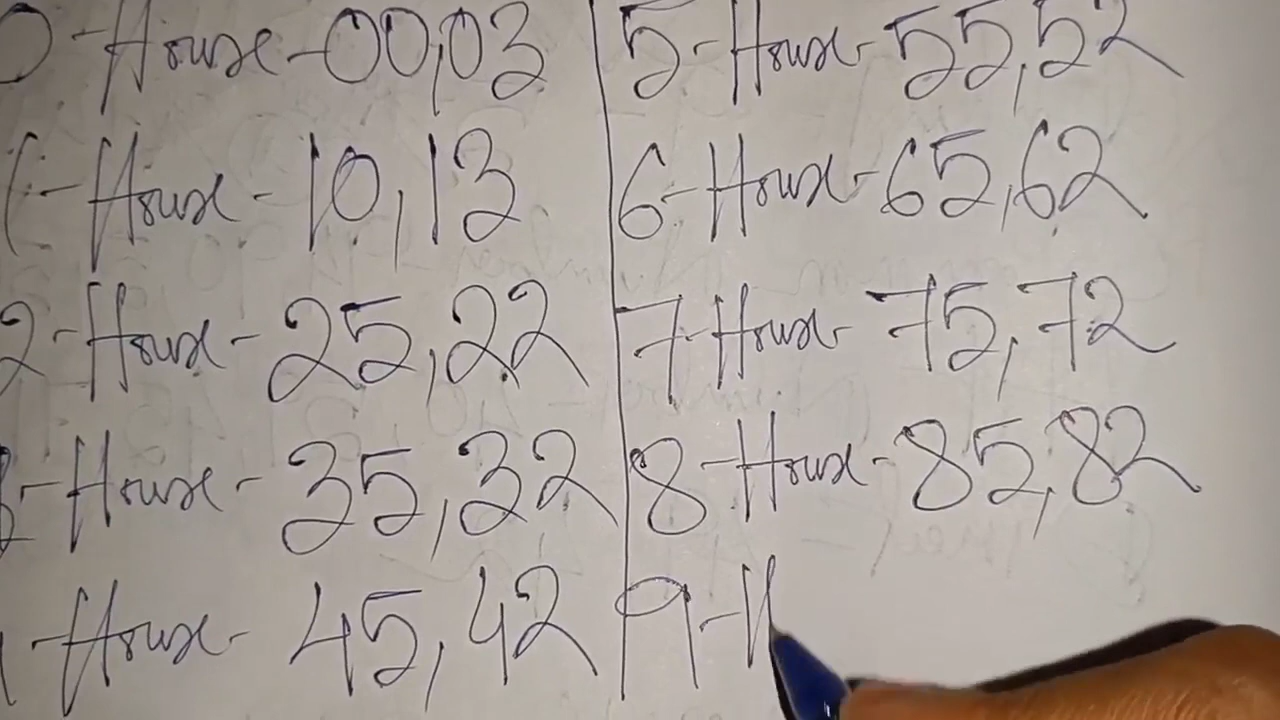 0-House-00,03
1-House-10,13
2-House-25,22
3-House-35,32
4-House-45,42
5-House-55,52
6-House-65,62
7-House-75,72
8-House-85,82
9-H